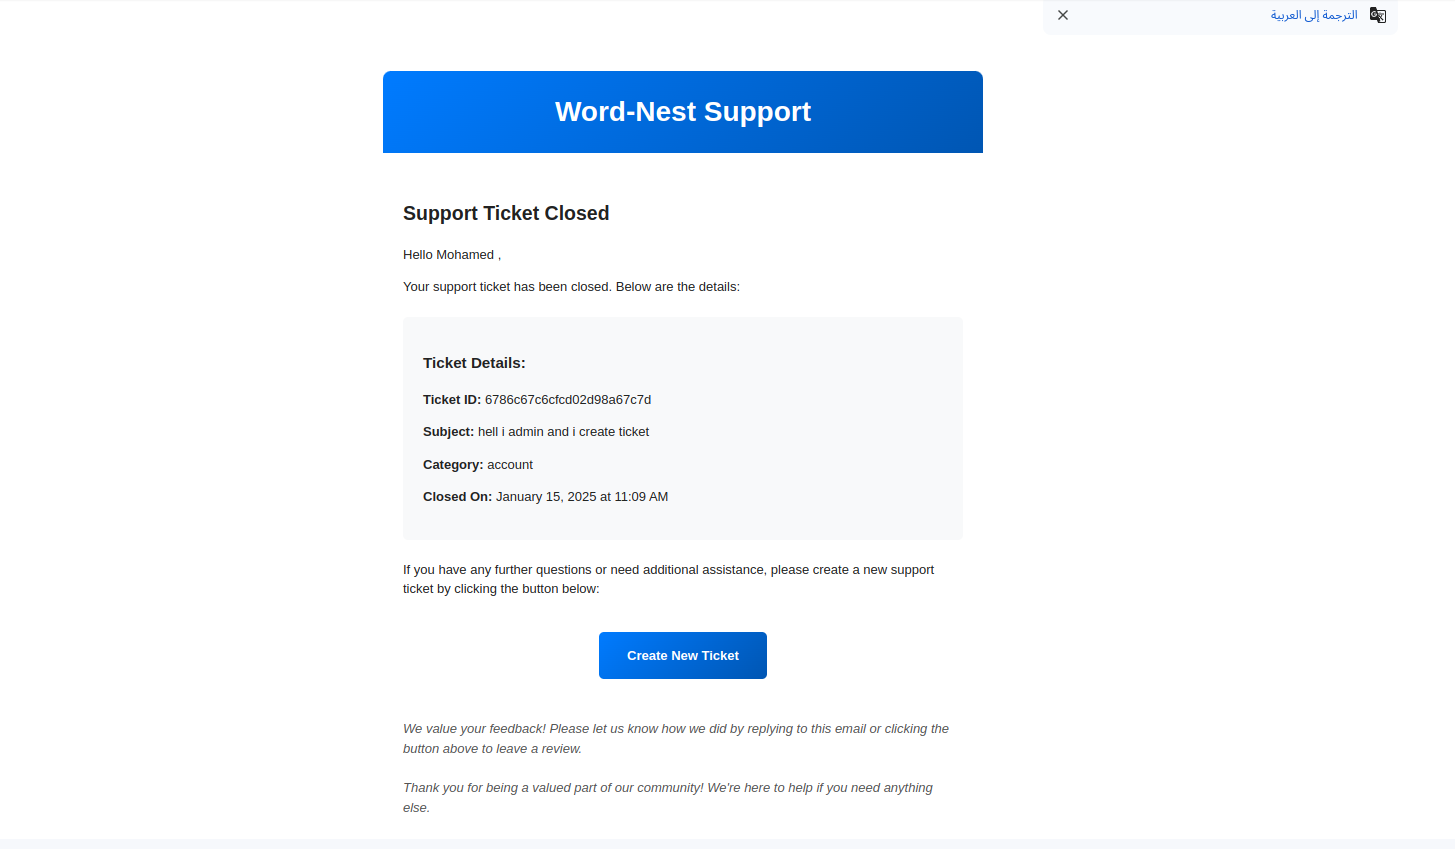 الترجمة إلى العربية
Word-Nest Support
Support Ticket Closed
Hello Mohamed ,
Your support ticket has been closed. Below are the details:
Ticket Details:
Ticket ID: 6786c67c6cfcd02d98a67c7d
Subject: hell i admin and i create ticket
Category: account
Closed On: January 15, 2025 at 11:09 AM
If you have any further questions or need additional assistance, please create a new support
ticket by clicking the button below:
Create New Ticket
We value your feedback! Please let us know how we did by replying to this email or clicking the
button above to leave a review.
Thank you for being a valued part of our community! We're here to help if you need anything
else.